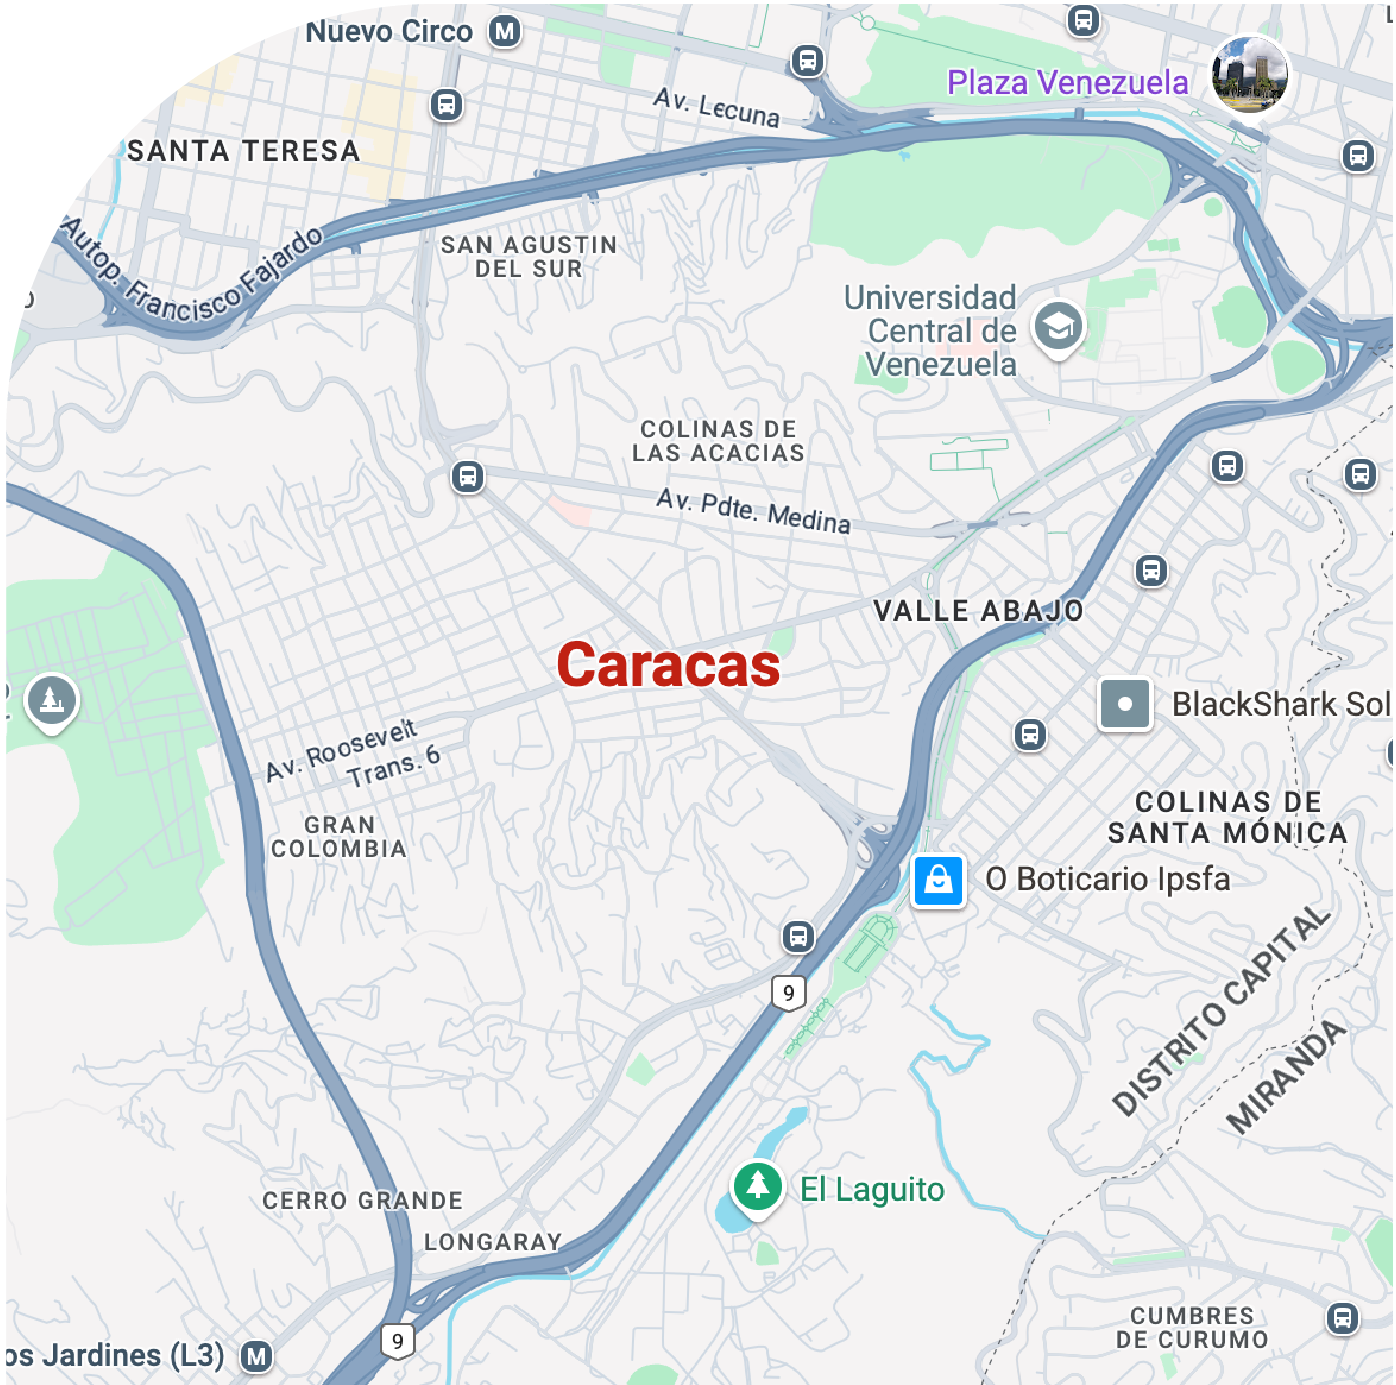 Nuevo Circo
M
Plaza Venezuela
Av. Lecuna
SANTA TERESA
Autop. Francisco Fajardo
SAN AGUSTIN
DEL SUR
Universidad
Central de
Venezuela
COLINAS DE
LAS ACACIAS
Av. Pdte. Medina
VALLE ABAJO
Caracas
BlackShark Sol
Av. Roosevelt
Trans. 6
COLINAS DE
SANTA MÓNICA
GRAN
COLOMBIA
O Boticario Ipsfa
9
DISTRITO CAPITAL
MIRANDA
El Laguito
CERRO GRANDE
LONGARAY
CUMBRES
DE CURUMO
9
os Jardines (L3)
M